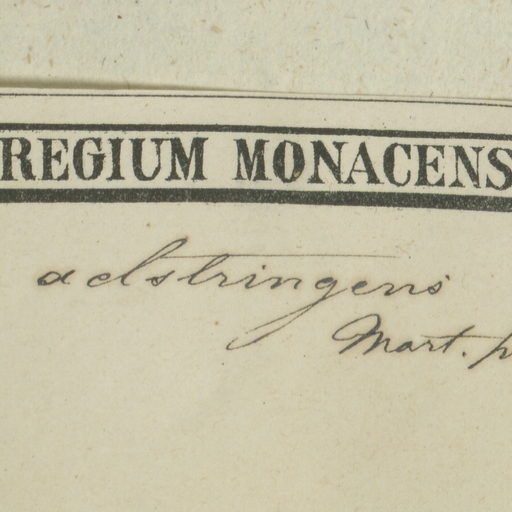 REGIUM MONACENS
adstringens
Mart. p